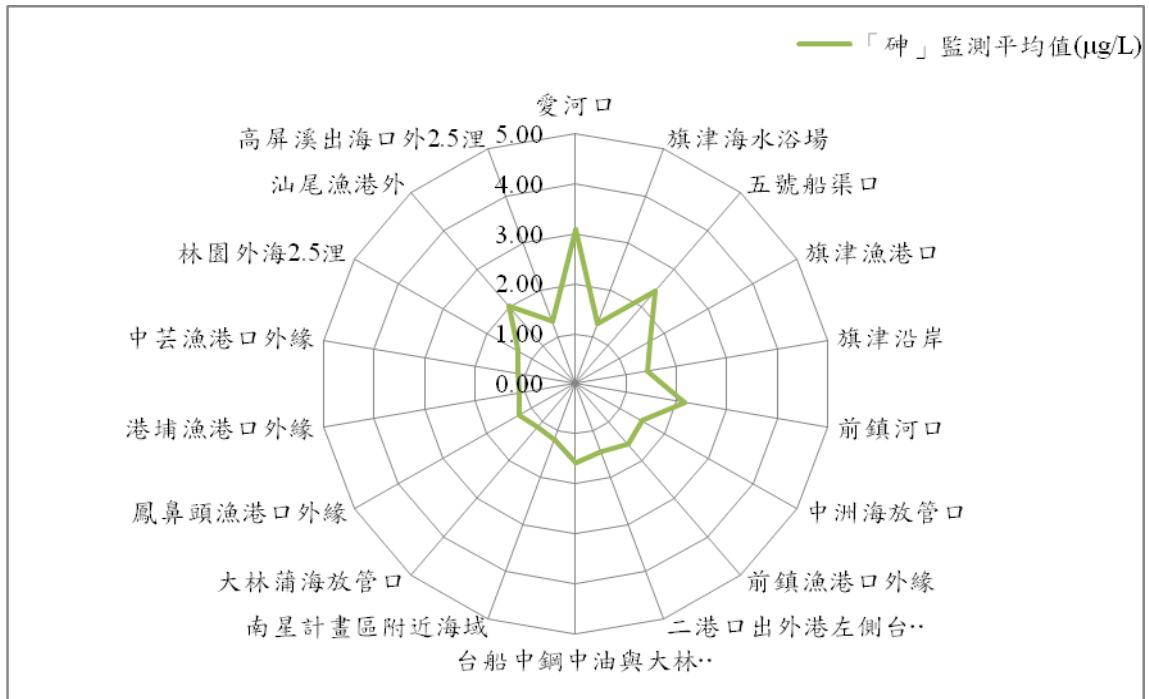 「砷」監測平均值(μg/L)
愛河口
旗津海水浴場
五號船渠口
旗津漁港口
旗津沿岸
前鎮河口
中洲海放管口
前鎮漁港口外緣
二港口出外港左側台‥
台船中鋼中油與大林‥
南星計畫區附近海域
大林蒲海放管口
鳳鼻頭漁港口外緣
港埔漁港口外緣
中芸漁港口外緣
林園外海2.5浬
汕尾漁港外
高屏溪出海口外2.5浬
5.00
4.00
3.00
2.00
1.00
0.00